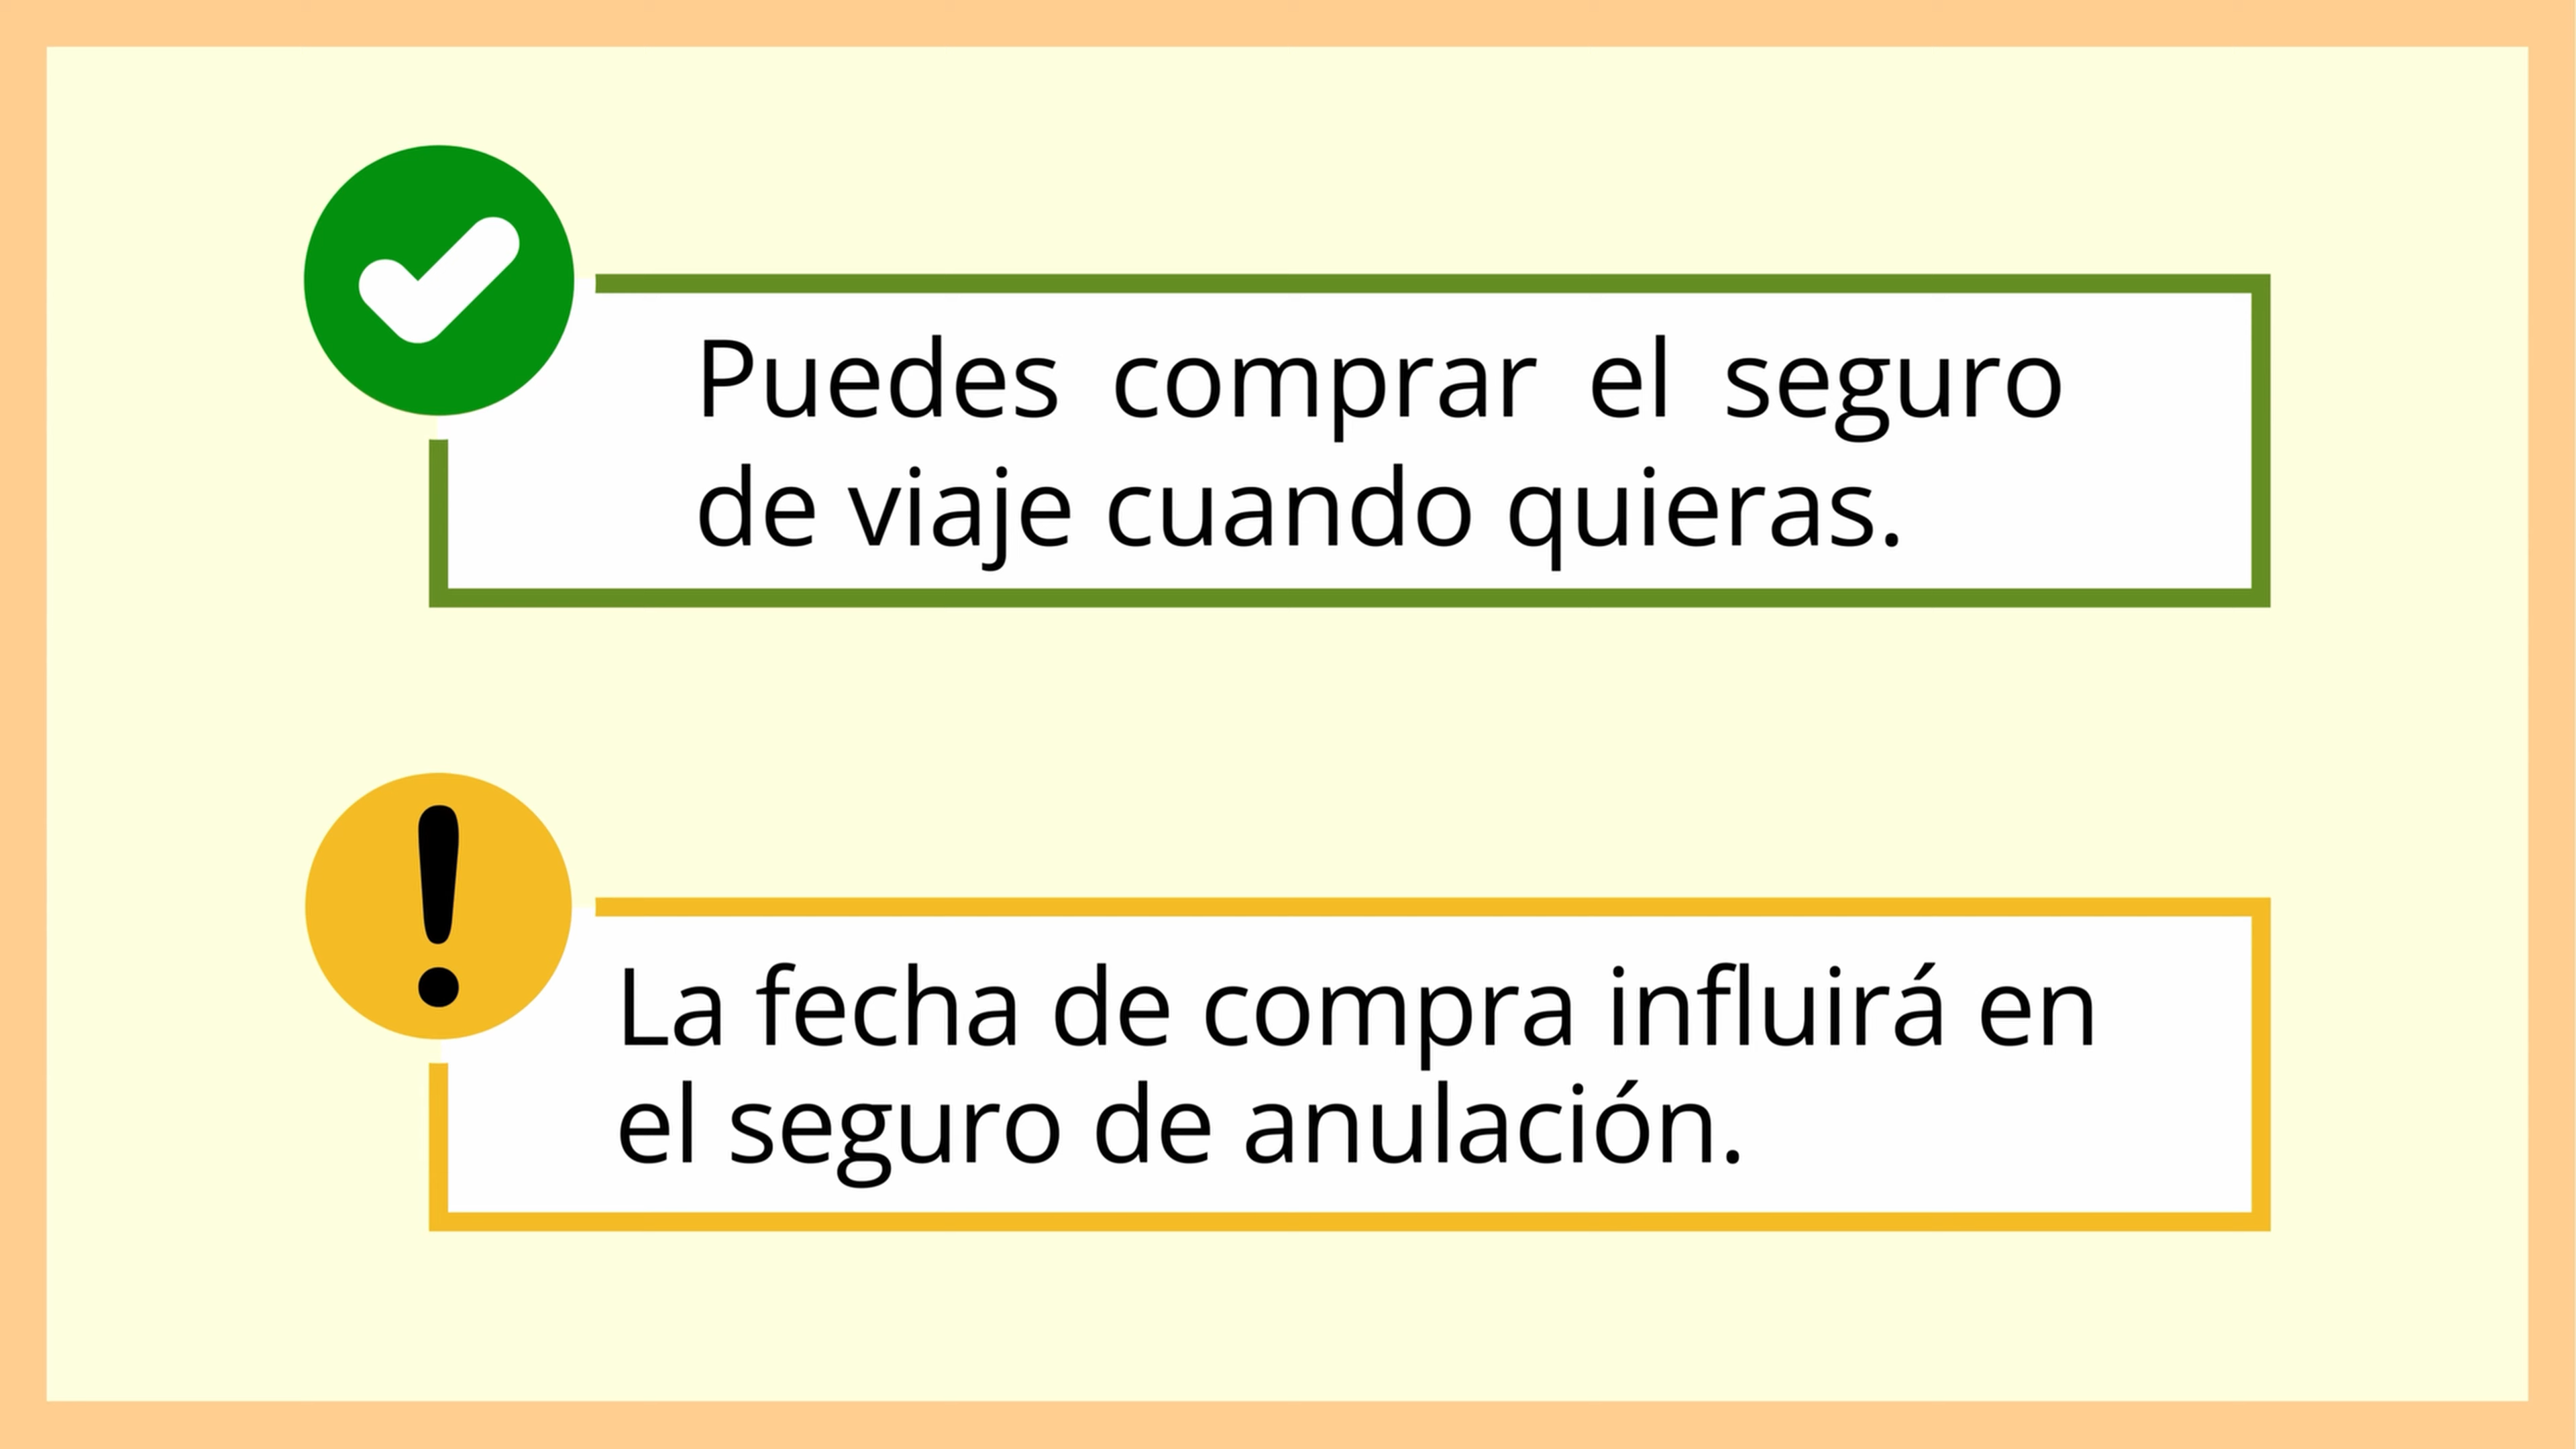 Puedes comprar el seguro
de viaje cuando quieras.
La fecha de compra influirá en
el seguro de anulación.